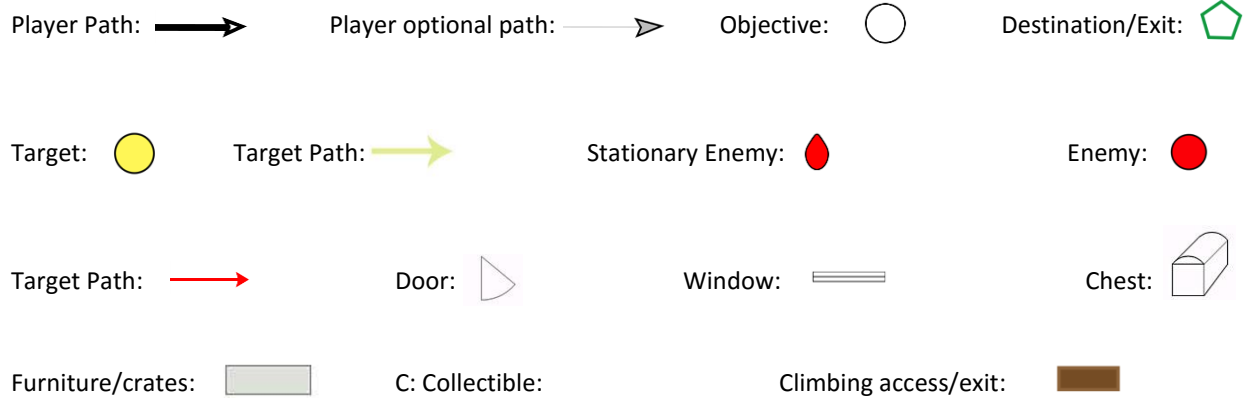 Player Path: Player optional path: Objective: Destination/Exit:
Target: Target Path: Stationary Enemy: Enemy:
Target Path: Door: Window: Chest:
Furniture/crates: C: Collectible: Climbing access/exit: